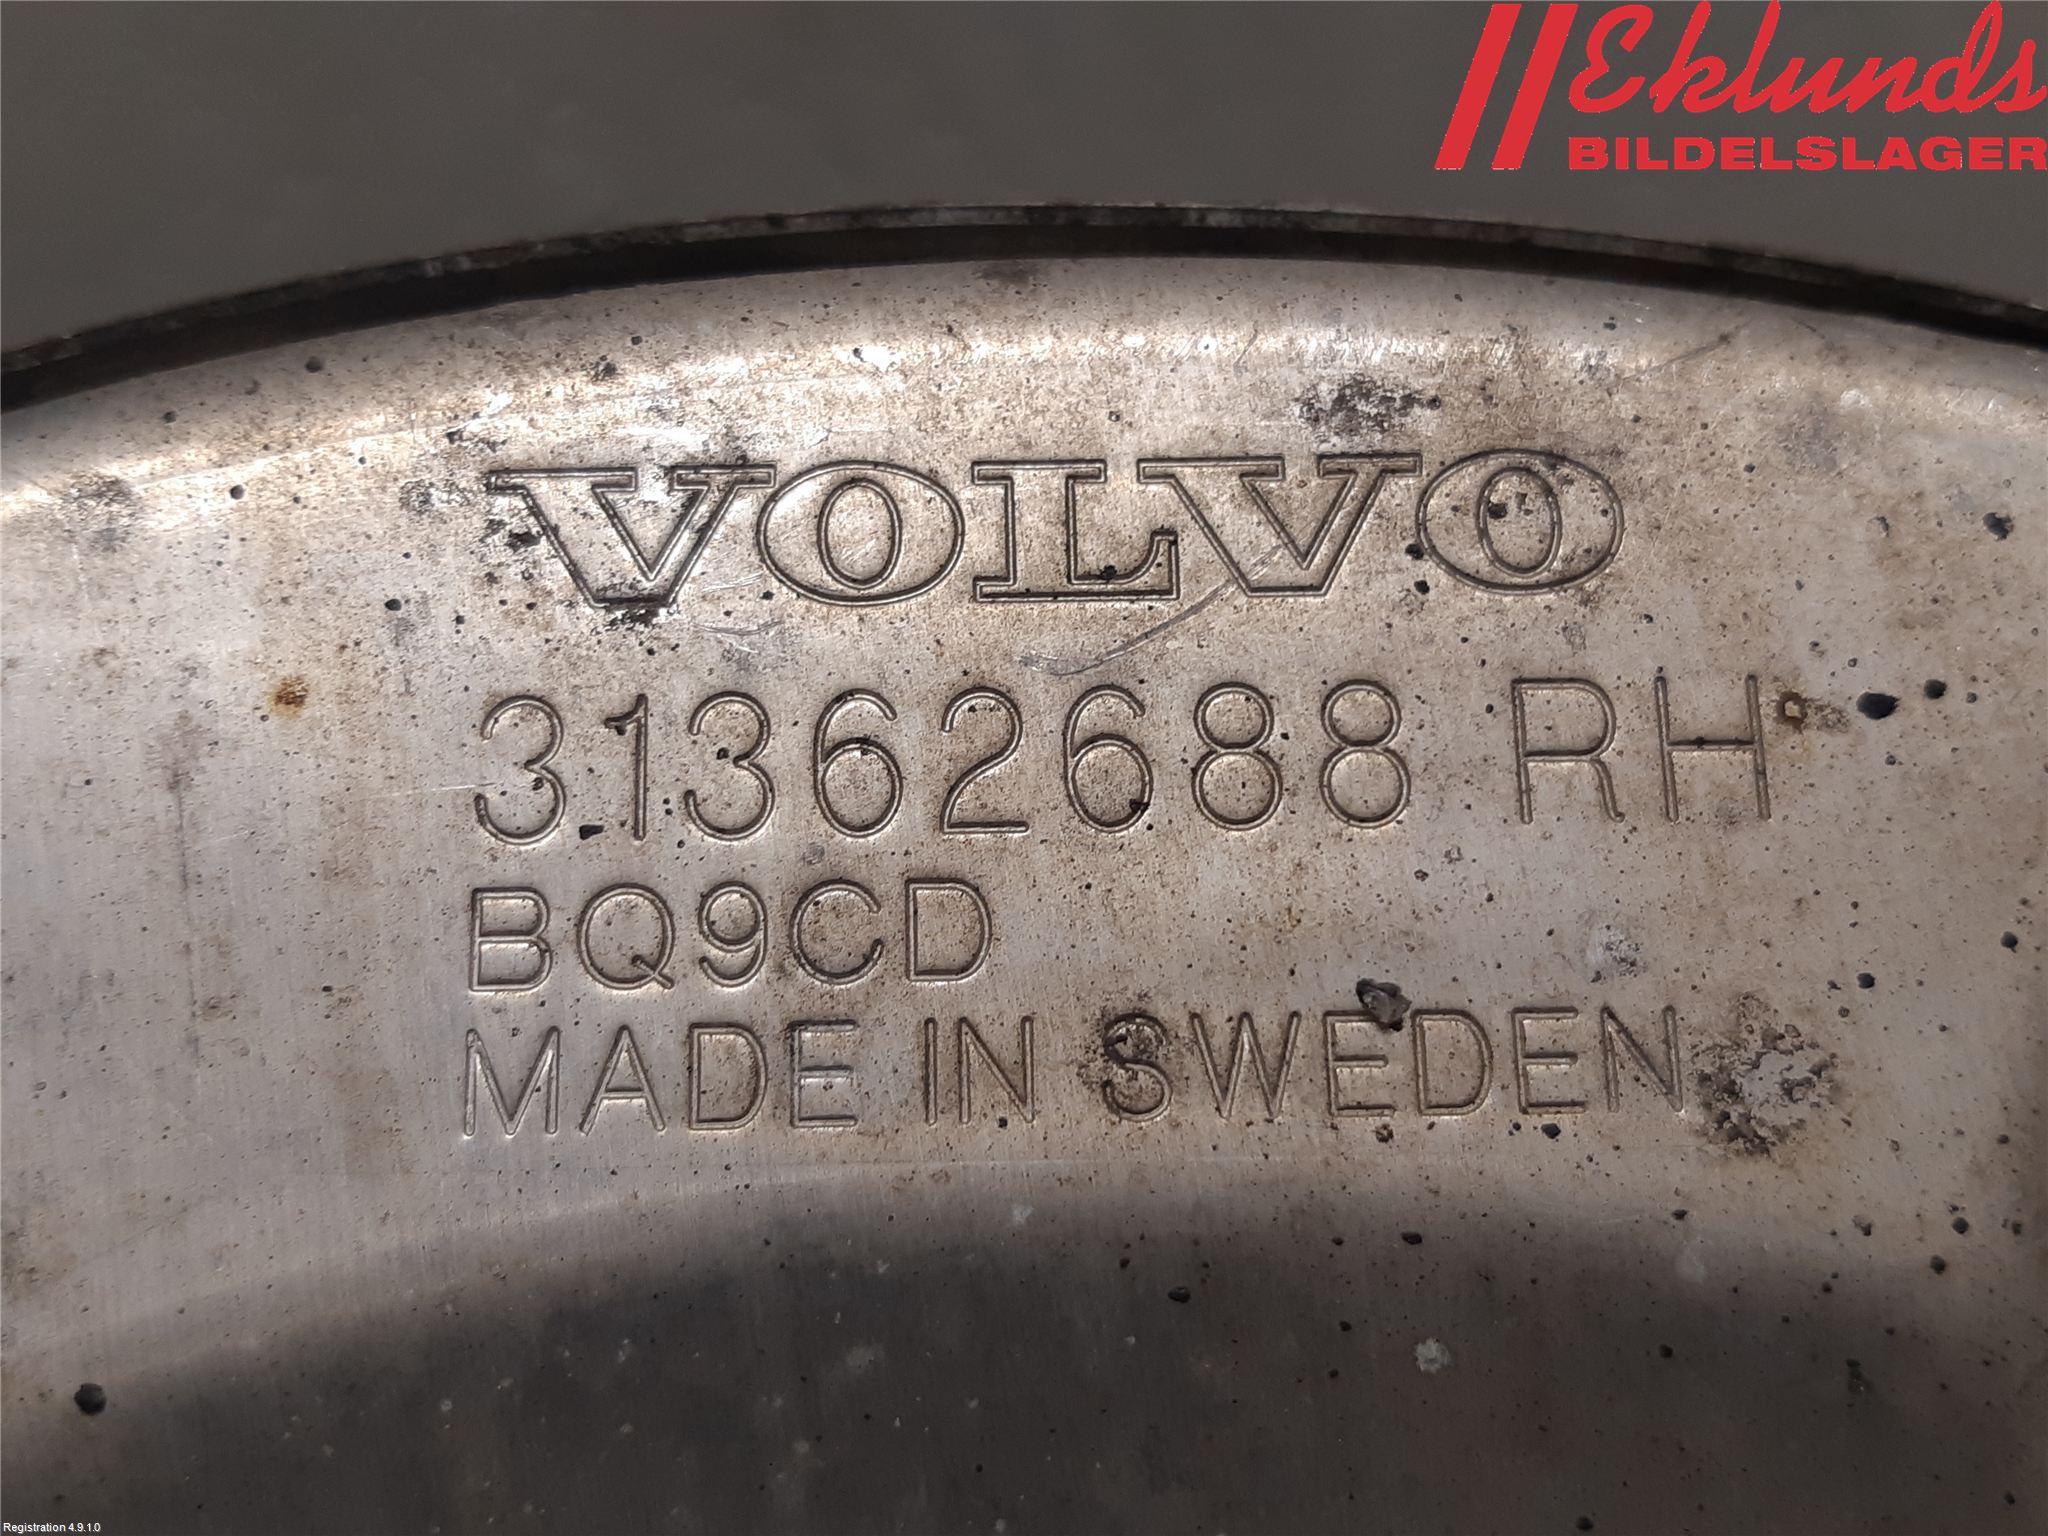 Eklunds
BILDELSLAGER
VOLVO
31362688 RH
BQ9CD
MADE IN SWEDEN
Registration 4.9.1.0